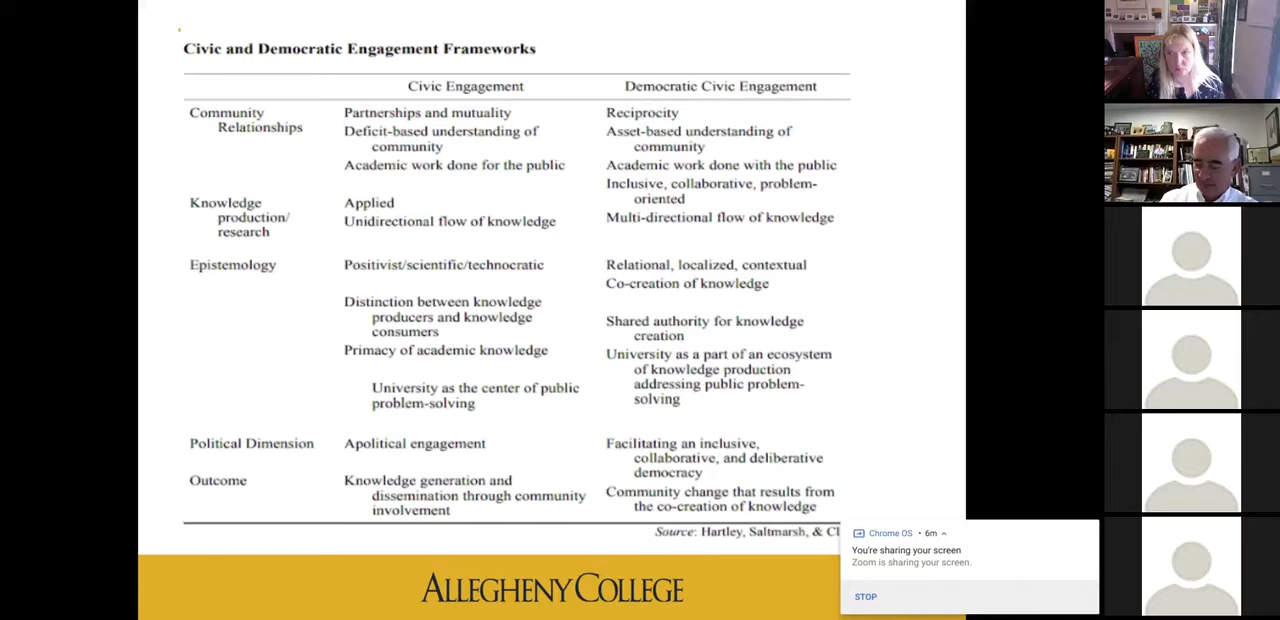 Civic and Democratic Engagement Frameworks
Civic Engagement
Democratic Civic Engagement
Community
Relationships
Partnerships and mutuality
Deficit-based understanding of
community
Academic work done for the public
Reciprocity
Asset-based understanding of
community
Academic work done with the public
Inclusive, collaborative, problem-
oriented
Knowledge
production/
research
Applied
Unidirectional flow of knowledge
Multi-directional flow of knowledge
Epistemology
Positivist/scientific/technocratic
Distinction between knowledge
producers and knowledge
consumers
Primacy of academic knowledge
University as the center of public
problem-solving
Relational, localized, contextual
Co-creation of knowledge
Shared authority for knowledge
creation
University as a part of an ecosystem
of knowledge production
addressing public problem-
solving
Political Dimension
Apolitical engagement
Facilitating an inclusive,
collaborative, and deliberative
democracy
Outcome
Knowledge generation and
dissemination through community
involvement
Community change that results from
the co-creation of knowledge
Source: Hartley, Saltmarsh, & Cl
ALLEGHENY COLLEGE
Chrome OS • 6m
You're sharing your screen
Zoom is sharing your screen.
STOP